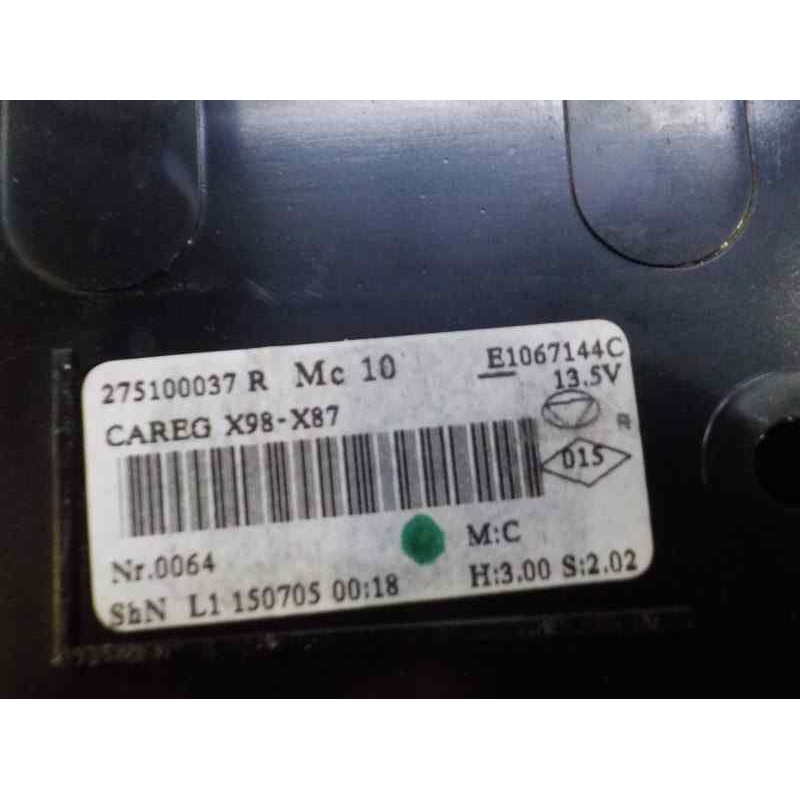 275100037 R Mc 10 E1067144C
13.5V
CAREG X98-X87
R
015
M:C
Nr.0064
H:3.00 S:2.02
ShN L1 150705 00:18